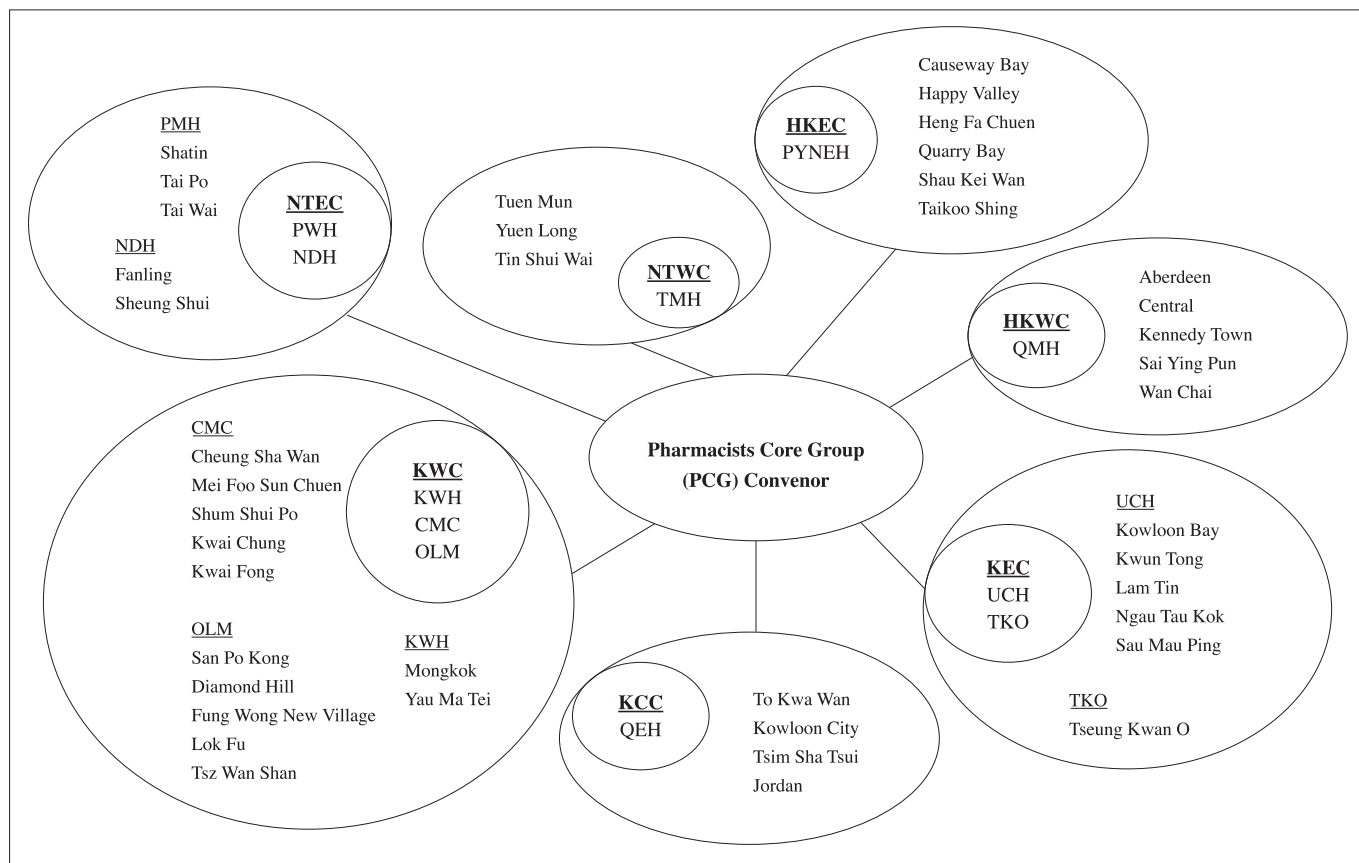 PMH
Shatin
Tai Po
Tai Wai
NDH
Fanling
Sheung Shui
NTEC
PWH
NDH
Tuen Mun
Yuen Long
Tin Shui Wai
NTWC
TMH
HKEC
PYNEH
Causeway Bay
Happy Valley
Heng Fa Chuen
Quarry Bay
Shau Kei Wan
Taikoo Shing
HKWC
QMH
Aberdeen
Central
Kennedy Town
Sai Ying Pun
Wan Chai
Pharmacists Core Group
(PCG) Convenor
CMC
Cheung Sha Wan
Mei Foo Sun Chuen
Shum Shui Po
Kwai Chung
Kwai Fong
KWC
KWH
CMC
OLM
OLM
San Po Kong
Diamond Hill
Fung Wong New Village
Lok Fu
Tsz Wan Shan
KWH
Mongkok
Yau Ma Tei
KCC
QEH
To Kwa Wan
Kowloon City
Tsim Sha Tsui
Jordan
KEC
UCH
TKO
UCH
Kowloon Bay
Kwun Tong
Lam Tin
Ngau Tau Kok
Sau Mau Ping
TKO
Tseung Kwan O